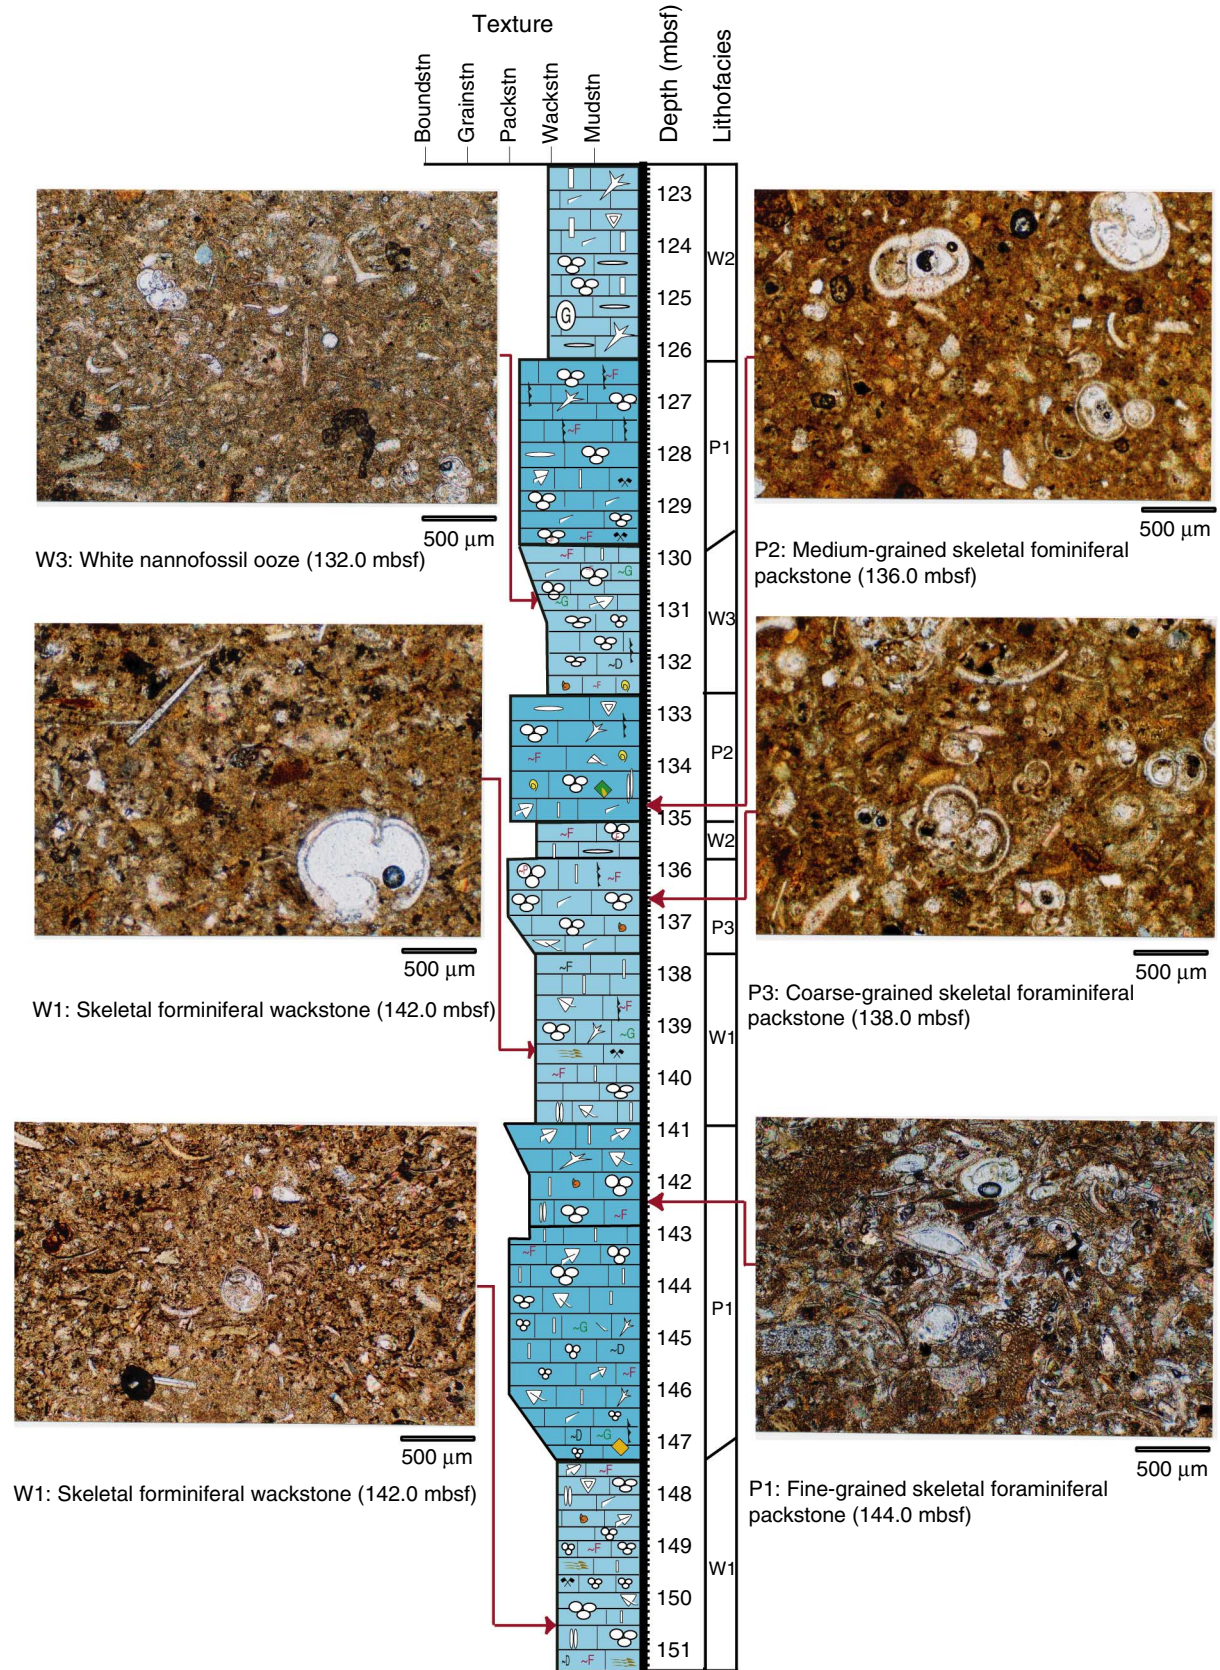 Texture
Boundstn
Grainstn
Packstn
Wackstn
Mudstn
Depth (mbsf)
Lithofacies
123
124
125
126
127
128
129
130
131
132
133
134
135
136
137
138
139
140
141
142
143
144
145
146
147
148
149
150
151
W2
P1
W3
P2
W2
P3
W1
P1
W1
G
~F
~F
~F
~F
~G
~G
~D
~F
~F
~F
~F
~F
~F
~G
~F
~F
~F
~G
~D
~F
~D
~G
~F
~F
~D
~F
500 μm
W3: White nannofossil ooze (132.0 mbsf)
500 μm
W1: Skeletal forminiferal wackstone (142.0 mbsf)
500 μm
W1: Skeletal forminiferal wackstone (142.0 mbsf)
500 μm
P2: Medium-grained skeletal fominiferal
packstone (136.0 mbsf)
500 μm
P3: Coarse-grained skeletal foraminiferal
packstone (138.0 mbsf)
500 μm
P1: Fine-grained skeletal foraminiferal
packstone (144.0 mbsf)